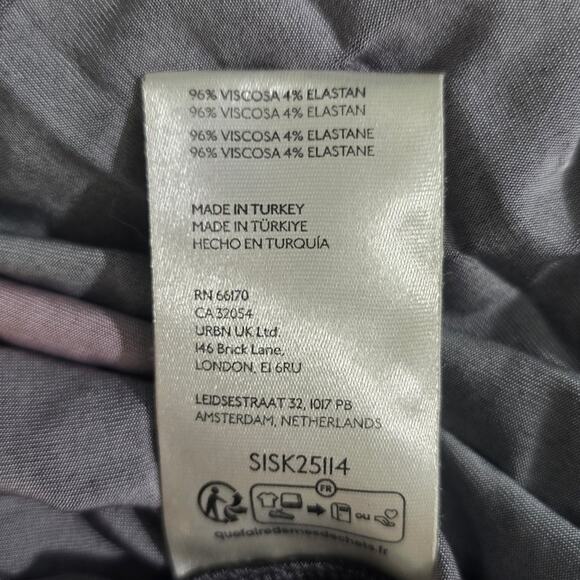 96% VISCOSA 4% ELASTAN
96% VISCOSA 4% ELASTAN
96% VISCOSA 4% ELASTANE
96% VISCOSA 4% ELASTANE
MADE IN TURKEY
MADE IN TÜRKIYE
HECHO EN TURQUÍA
RN 66170
CA 32054
URBN UK Ltd.
146 Brick Lane,
LONDON, E1 6RU
LEIDSESTRAAT 32, 1017 PB
AMSTERDAM, NETHERLANDS
SISK25114
FR
OU
quefairedemesdechets.fr